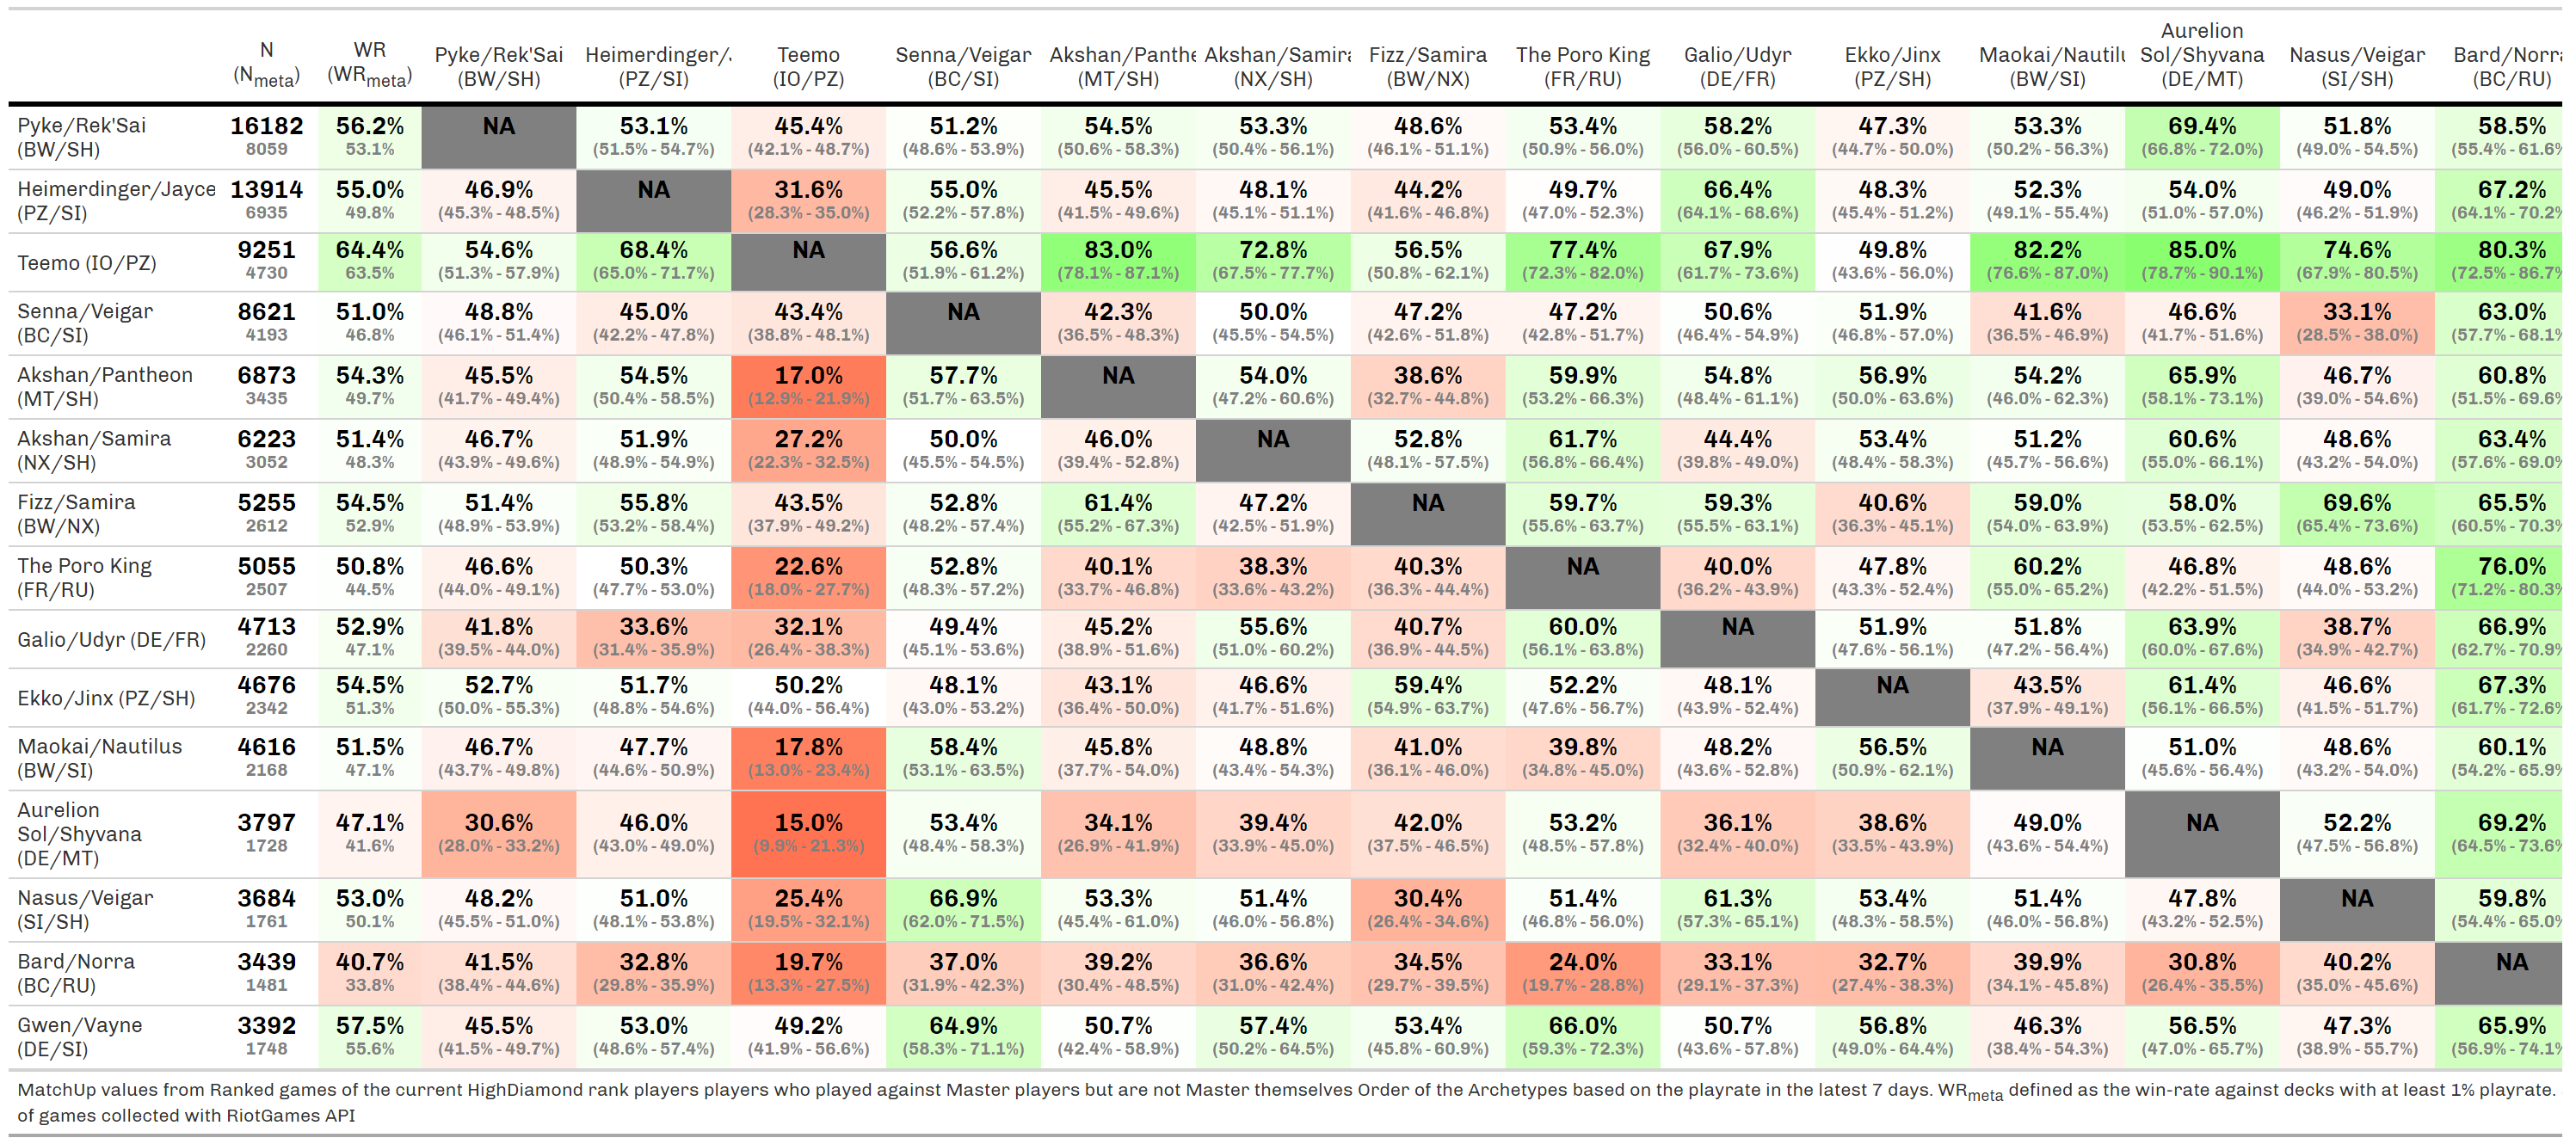 N (Nmeta) WR (WRmeta) Pyke/Rek'Sai (BW/SH) Heimerdinger/J (PZ/SI) Teemo (IO/PZ) Senna/Veigar (BC/SI) Akshan/Panthe (MT/SH) Akshan/Samira (NX/SH) Fizz/Samira (BW/NX) The Poro King (FR/RU) Galio/Udyr (DE/FR) Ekko/Jinx (PZ/SH) Maokai/Nautilu (BW/SI) Aurelion Sol/Shyvana (DE/MT) Nasus/Veigar (SI/SH) Bard/Norra (BC/RU)
Pyke/Rek'Sai 16182 56.2% NA 53.1% 45.4% 51.2% 54.5% 53.3% 48.6% 53.4% 58.2% 47.3% 53.3% 69.4% 51.8% 58.5%
(BW/SH) 8059 53.1% (51.5% - 54.7%) (42.1% - 48.7%) (48.6% - 53.9%) (50.6% - 58.3%) (50.4% - 56.1%) (46.1% - 51.1%) (50.9% - 56.0%) (56.0% - 60.5%) (44.7% - 50.0%) (50.2% - 56.3%) (66.8% - 72.0%) (49.0% - 54.5%) (55.4% - 61.6%
Heimerdinger/Jayce 13914 55.0% 46.9% NA 31.6% 55.0% 45.5% 48.1% 44.2% 49.7% 66.4% 48.3% 52.3% 54.0% 49.0% 67.2%
(PZ/SI) 6935 49.8% (45.3% - 48.5%) (28.3% - 35.0%) (52.2% - 57.8%) (41.5% - 49.6%) (45.1% - 51.1%) (41.6% - 46.8%) (47.0% - 52.3%) (64.1% - 68.6%) (45.4% - 51.2%) (49.1% - 55.4%) (51.0% - 57.0%) (46.2% - 51.9%) (64.1% - 70.2%
Teemo (IO/PZ) 9251 64.4% 54.6% 68.4% NA 56.6% 83.0% 72.8% 56.5% 77.4% 67.9% 49.8% 82.2% 85.0% 74.6% 80.3%
4730 63.5% (51.3% - 57.9%) (65.0% - 71.7%) (51.9% - 61.2%) (78.1% - 87.1%) (67.5% - 77.7%) (50.8% - 62.1%) (72.3% - 82.0%) (61.7% - 73.6%) (43.6% - 56.0%) (76.6% - 87.0%) (78.7% - 90.1%) (67.9% - 80.5%) (72.5% - 86.7%
Senna/Veigar 8621 51.0% 48.8% 45.0% 43.4% NA 42.3% 50.0% 47.2% 47.2% 50.6% 51.9% 41.6% 46.6% 33.1% 63.0%
(BC/SI) 4193 46.8% (46.1% - 51.4%) (42.2% - 47.8%) (38.8% - 48.1%) (36.5% - 48.3%) (45.5% - 54.5%) (42.6% - 51.8%) (42.8% - 51.7%) (46.4% - 54.9%) (46.8% - 57.0%) (36.5% - 46.9%) (41.7% - 51.6%) (28.5% - 38.0%) (57.7% - 68.1%
Akshan/Pantheon 6873 54.3% 45.5% 54.5% 17.0% 57.7% NA 54.0% 38.6% 59.9% 54.8% 56.9% 54.2% 65.9% 46.7% 60.8%
(MT/SH) 3435 49.7% (41.7% - 49.4%) (50.4% - 58.5%) (12.9% - 21.9%) (51.7% - 63.5%) (47.2% - 60.6%) (32.7% - 44.8%) (53.2% - 66.3%) (48.4% - 61.1%) (50.0% - 63.6%) (46.0% - 62.3%) (58.1% - 73.1%) (39.0% - 54.6%) (51.5% - 69.6%
Akshan/Samira 6223 51.4% 46.7% 51.9% 27.2% 50.0% 46.0% NA 52.8% 61.7% 44.4% 53.4% 51.2% 60.6% 48.6% 63.4%
(NX/SH) 3052 48.3% (43.9% - 49.6%) (48.9% - 54.9%) (22.3% - 32.5%) (45.5% - 54.5%) (39.4% - 52.8%) (48.1% - 57.5%) (56.8% - 66.4%) (39.8% - 49.0%) (48.4% - 58.3%) (45.7% - 56.6%) (55.0% - 66.1%) (43.2% - 54.0%) (57.6% - 69.0%
Fizz/Samira 5255 54.5% 51.4% 55.8% 43.5% 52.8% 61.4% 47.2% NA 59.7% 59.3% 40.6% 59.0% 58.0% 69.6% 65.5%
(BW/NX) 2612 52.9% (48.9% - 53.9%) (53.2% - 58.4%) (37.9% - 49.2%) (48.2% - 57.4%) (55.2% - 67.3%) (42.5% - 51.9%) (55.6% - 63.7%) (55.5% - 63.1%) (36.3% - 45.1%) (54.0% - 63.9%) (53.5% - 62.5%) (65.4% - 73.6%) (60.5% - 70.3%
The Poro King 5055 50.8% 46.6% 50.3% 22.6% 52.8% 40.1% 38.3% 40.3% NA 40.0% 47.8% 60.2% 46.8% 48.6% 76.0%
(FR/RU) 2507 44.5% (44.0% - 49.1%) (47.7% - 53.0%) (18.0% - 27.7%) (48.3% - 57.2%) (33.7% - 46.8%) (33.6% - 43.2%) (36.3% - 44.4%) (36.2% - 43.9%) (43.3% - 52.4%) (55.0% - 65.2%) (42.2% - 51.5%) (44.0% - 53.2%) (71.2% - 80.3%
Galio/Udyr (DE/FR) 4713 52.9% 41.8% 33.6% 32.1% 49.4% 45.2% 55.6% 40.7% 60.0% NA 51.9% 51.8% 63.9% 38.7% 66.9%
2260 47.1% (39.5% - 44.0%) (31.4% - 35.9%) (26.4% - 38.3%) (45.1% - 53.6%) (38.9% - 51.6%) (51.0% - 60.2%) (36.9% - 44.5%) (56.1% - 63.8%) (47.6% - 56.1%) (47.2% - 56.4%) (60.0% - 67.6%) (34.9% - 42.7%) (62.7% - 70.9%
Ekko/Jinx (PZ/SH) 4676 54.5% 52.7% 51.7% 50.2% 48.1% 43.1% 46.6% 59.4% 52.2% 48.1% NA 43.5% 61.4% 46.6% 67.3%
2342 51.3% (50.0% - 55.3%) (48.8% - 54.6%) (44.0% - 56.4%) (43.0% - 53.2%) (36.4% - 50.0%) (41.7% - 51.6%) (54.9% - 63.7%) (47.6% - 56.7%) (43.9% - 52.4%) (37.9% - 49.1%) (56.1% - 66.5%) (41.5% - 51.7%) (61.7% - 72.6%
Maokai/Nautilus 4616 51.5% 46.7% 47.7% 17.8% 58.4% 45.8% 48.8% 41.0% 39.8% 48.2% 56.5% NA 51.0% 48.6% 60.1%
(BW/SI) 2168 47.1% (43.7% - 49.8%) (44.6% - 50.9%) (13.0% - 23.4%) (53.1% - 63.5%) (37.7% - 54.0%) (43.4% - 54.3%) (36.1% - 46.0%) (34.8% - 45.0%) (43.6% - 52.8%) (50.9% - 62.1%) (45.6% - 56.4%) (43.2% - 54.0%) (54.2% - 65.9%
Aurelion
Sol/Shyvana 3797 47.1% 30.6% 46.0% 15.0% 53.4% 34.1% 39.4% 42.0% 53.2% 36.1% 38.6% 49.0% NA 52.2% 69.2%
(DE/MT) 1728 41.6% (28.0% - 33.2%) (43.0% - 49.0%) (9.9% - 21.3%) (48.4% - 58.3%) (26.9% - 41.9%) (33.9% - 45.0%) (37.5% - 46.5%) (48.5% - 57.8%) (32.4% - 40.0%) (33.5% - 43.9%) (43.6% - 54.4%) (47.5% - 56.8%) (64.5% - 73.6%
Nasus/Veigar 3684 53.0% 48.2% 51.0% 25.4% 66.9% 53.3% 51.4% 30.4% 51.4% 61.3% 53.4% 51.4% 47.8% NA 59.8%
(SI/SH) 1761 50.1% (45.5% - 51.0%) (48.1% - 53.8%) (19.5% - 32.1%) (62.0% - 71.5%) (45.4% - 61.0%) (46.0% - 56.8%) (26.4% - 34.6%) (46.8% - 56.0%) (57.3% - 65.1%) (48.3% - 58.5%) (46.0% - 56.8%) (43.2% - 52.5%) (54.4% - 65.0%
Bard/Norra 3439 40.7% 41.5% 32.8% 19.7% 37.0% 39.2% 36.6% 34.5% 24.0% 33.1% 32.7% 39.9% 30.8% 40.2% NA
(BC/RU) 1481 33.8% (38.4% - 44.6%) (29.8% - 35.9%) (13.3% - 27.5%) (31.9% - 42.3%) (30.4% - 48.5%) (31.0% - 42.4%) (29.7% - 39.5%) (19.7% - 28.8%) (29.1% - 37.3%) (27.4% - 38.3%) (34.1% - 45.8%) (26.4% - 35.5%) (35.0% - 45.6%)
Gwen/Vayne 3392 57.5% 45.5% 53.0% 49.2% 64.9% 50.7% 57.4% 53.4% 66.0% 50.7% 56.8% 46.3% 56.5% 47.3% 65.9%
(DE/SI) 1748 55.6% (41.5% - 49.7%) (48.6% - 57.4%) (41.9% - 56.6%) (58.3% - 71.1%) (42.4% - 58.9%) (50.2% - 64.5%) (45.8% - 60.9%) (59.3% - 72.3%) (43.6% - 57.8%) (49.0% - 64.4%) (38.4% - 54.3%) (47.0% - 65.7%) (38.9% - 55.7%) (56.9% - 74.1%
MatchUp values from Ranked games of the current HighDiamond rank players players who played against Master players but are not Master themselves Order of the Archetypes based on the playrate in the latest 7 days. WRmeta defined as the win-rate against decks with at least 1% playrate.
of games collected with RiotGames API